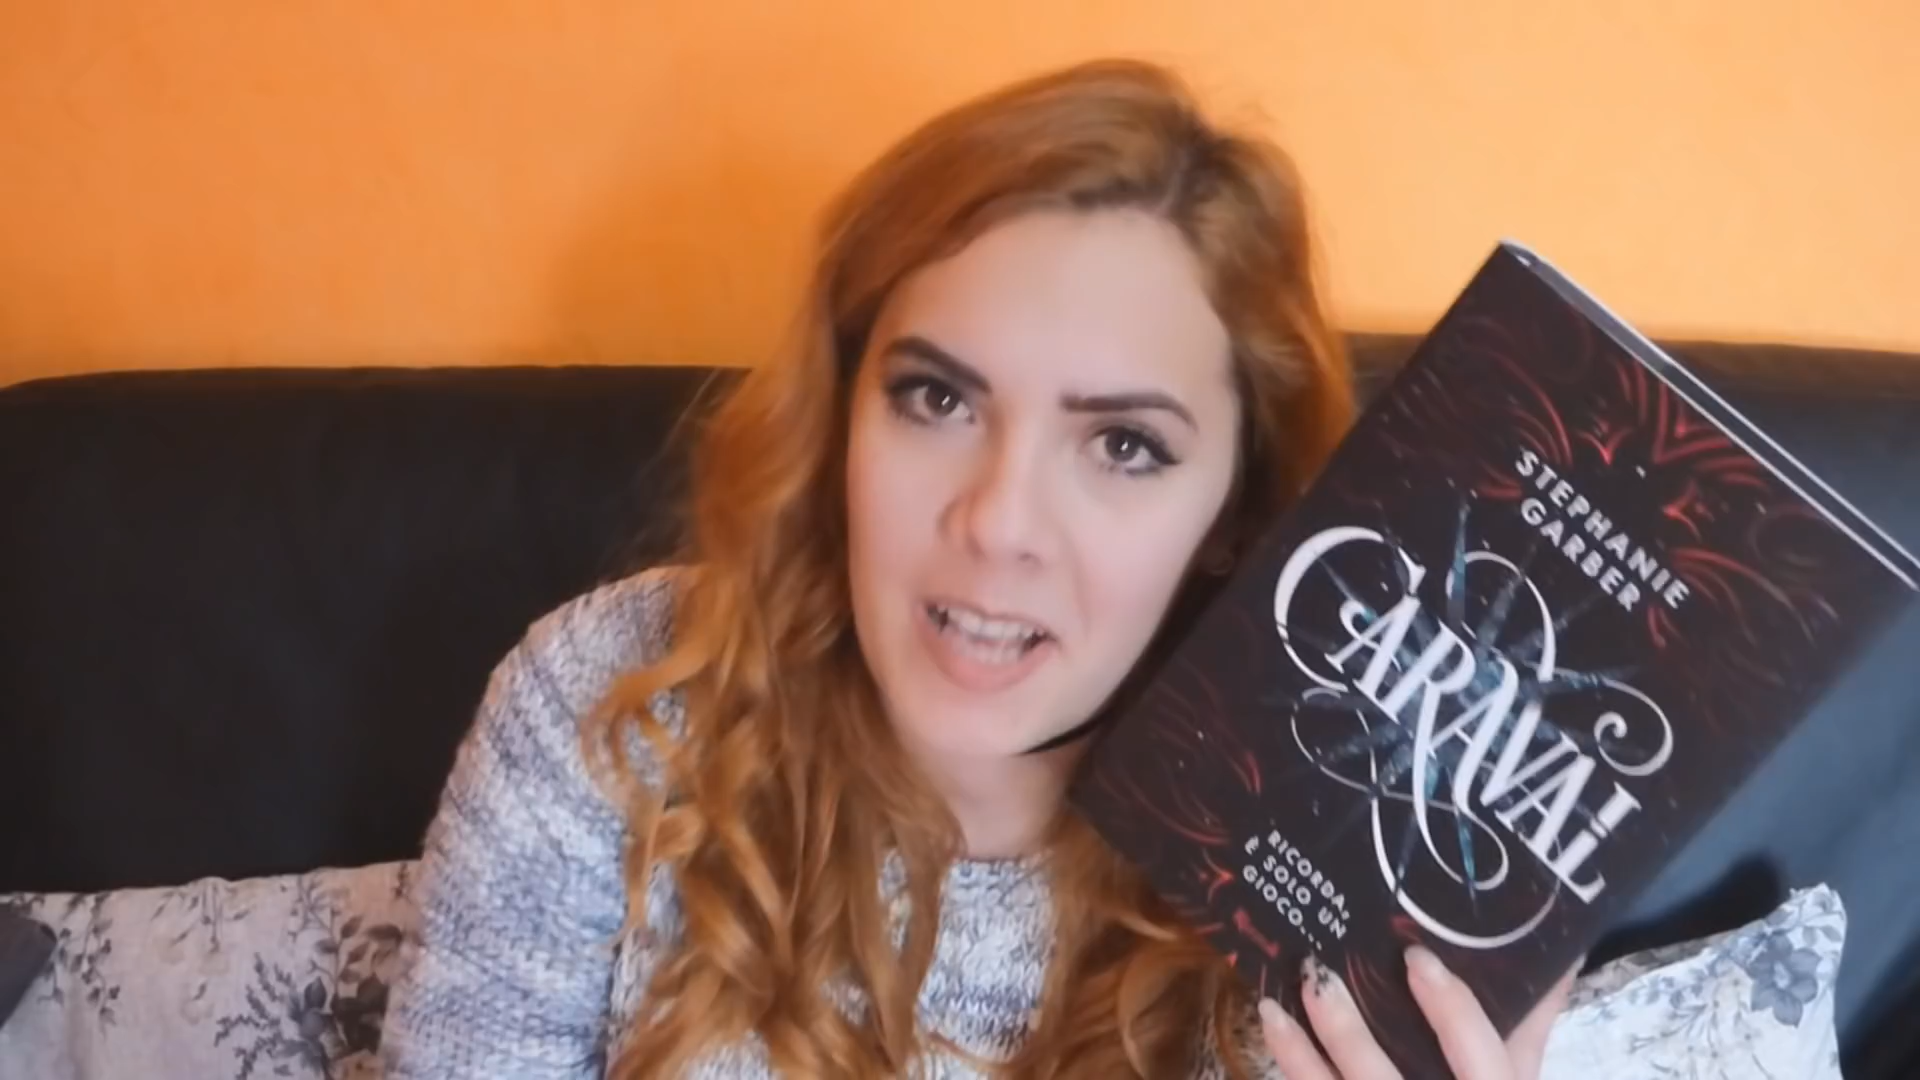 STEPHANIE
GARBER
CARAVAL
RICORDA,
È SOLO UN
GIOCO...